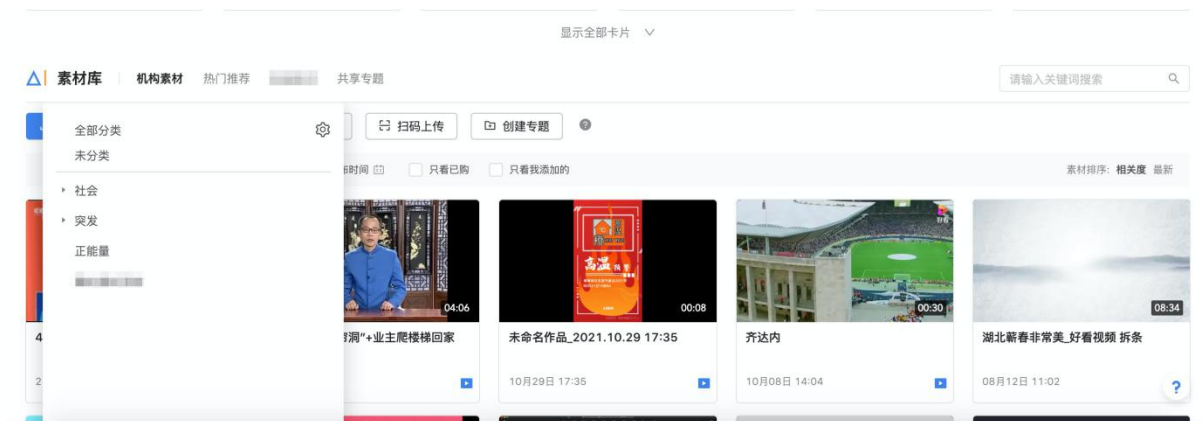 显示全部卡片
素材库 机构素材 热门推荐 共享专题
请输入关键词搜索
全部分类
扫码上传 创建专题
未分类
布时间 只看已购 只看我添加的
素材排序: 相关度 最新
社会
突发
正能量
高温预警
04:06
00:08
00:30
08:34
4
洞”+业主爬楼梯回家
未命名作品_2021.10.29 17:35
齐达内
湖北蕲春非常美_好看视频 拆条
2
10月29日 17:35
10月08日 14:04
08月12日 11:02
?